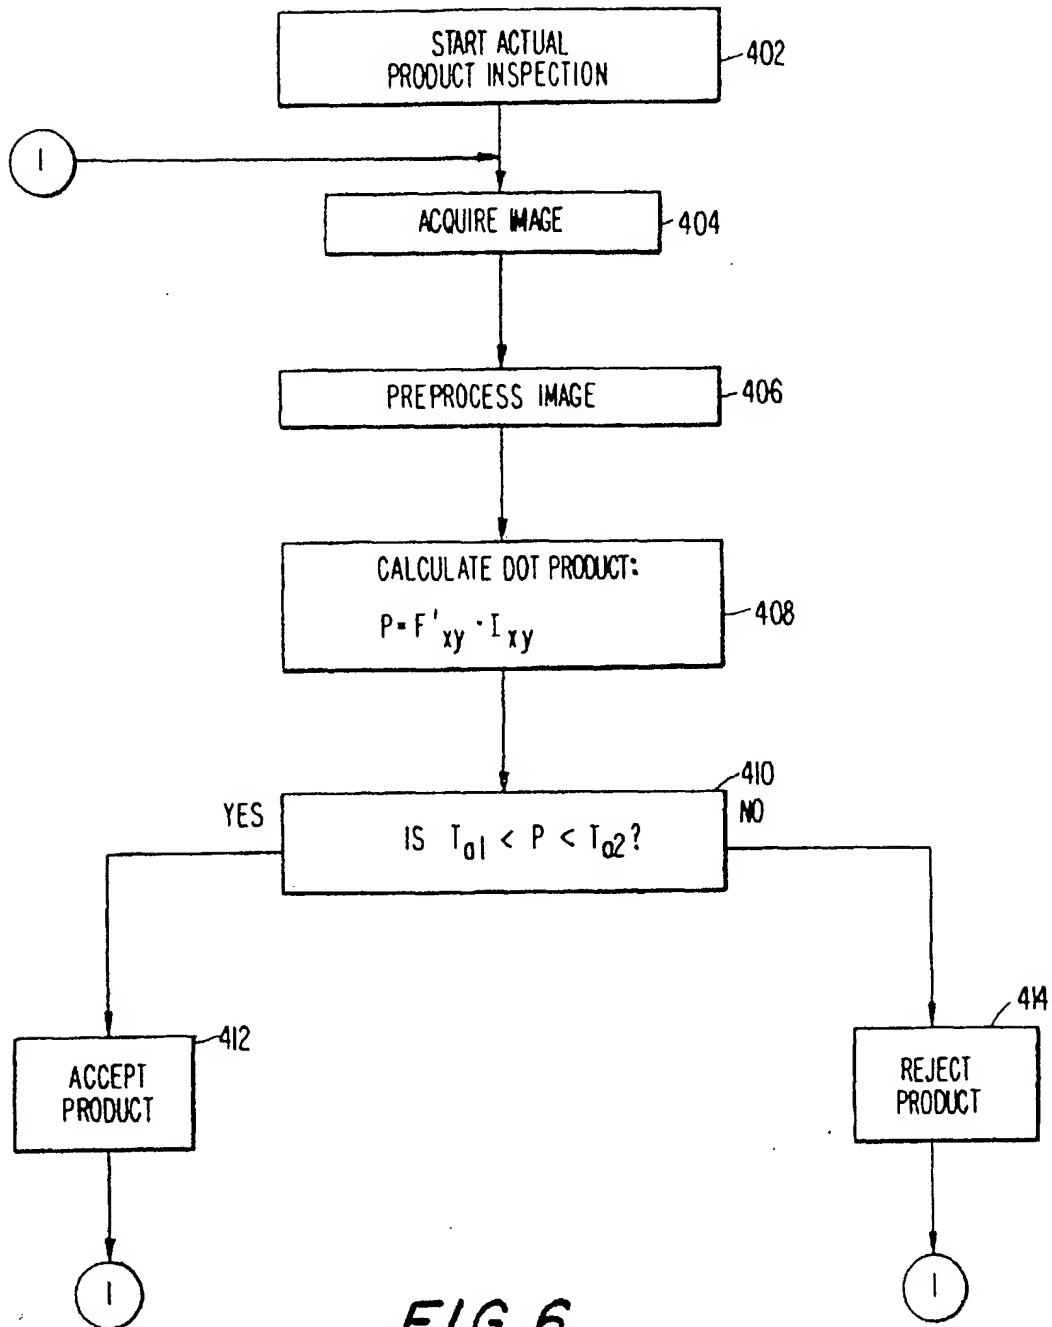 START ACTUAL
PRODUCT INSPECTION
402
I
ACQUIRE IMAGE
404
PREPROCESS IMAGE
406
CALCULATE DOT PRODUCT:
P = F'xy · Ixy
408
410
YES
NO
IS Ta1 < P < Ta2?
412
ACCEPT
PRODUCT
414
REJECT
PRODUCT
I
I
FIG. 6